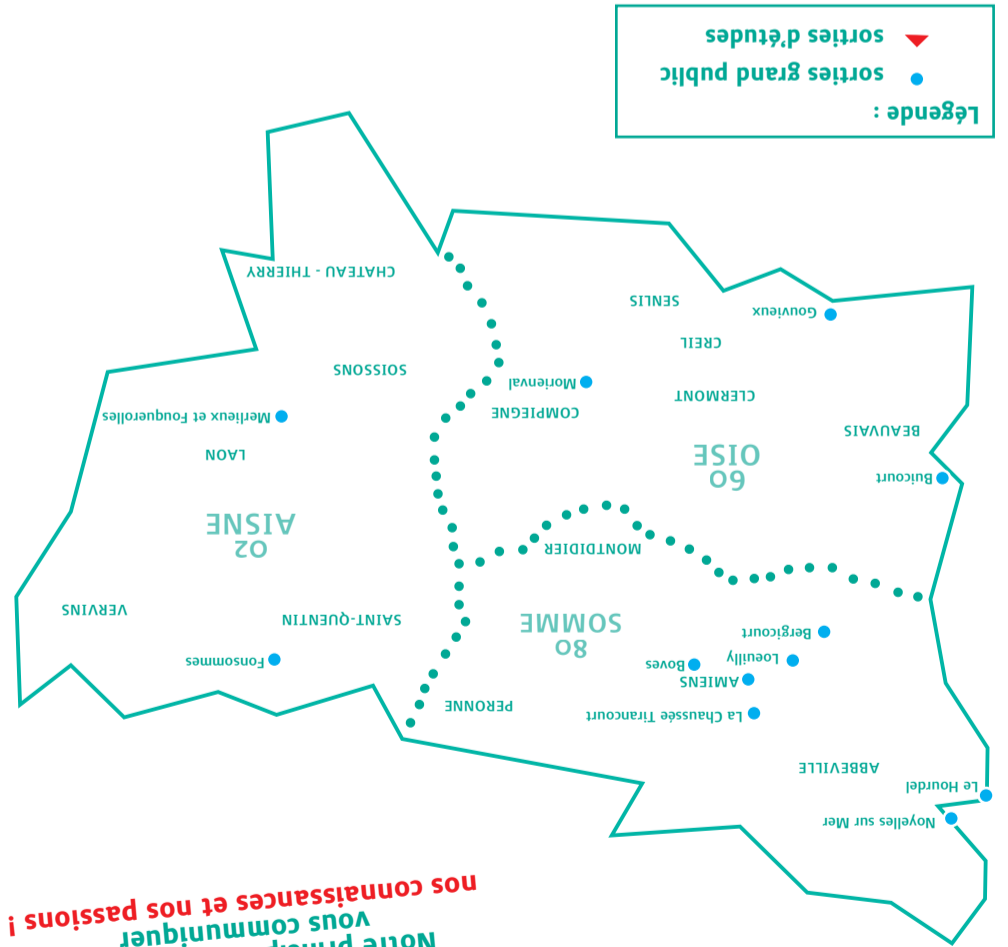 Notre
vous communiquer
nos connaissances et nos passions !
Noyelles sur Mer
Le Hourdel
ABBEVILLE
La Chaussée Tirancourt
PERONNE
AMIENS
Boves
Loeuilly
Fonsommes
Bergicourt
80
SOMME
SAINT-QUENTIN
VERVINS
MONTDIDIER
02
AISNE
60
OISE
Buicourt
LAON
BEAUVAIS
Merlieux et Fouquerolles
COMPIEGNE
CLERMONT
Morienval
SOISSONS
CREIL
Gouvieux
SENLIS
CHATEAU - THIERRY
Légende :
sorties grand public
sorties d'études